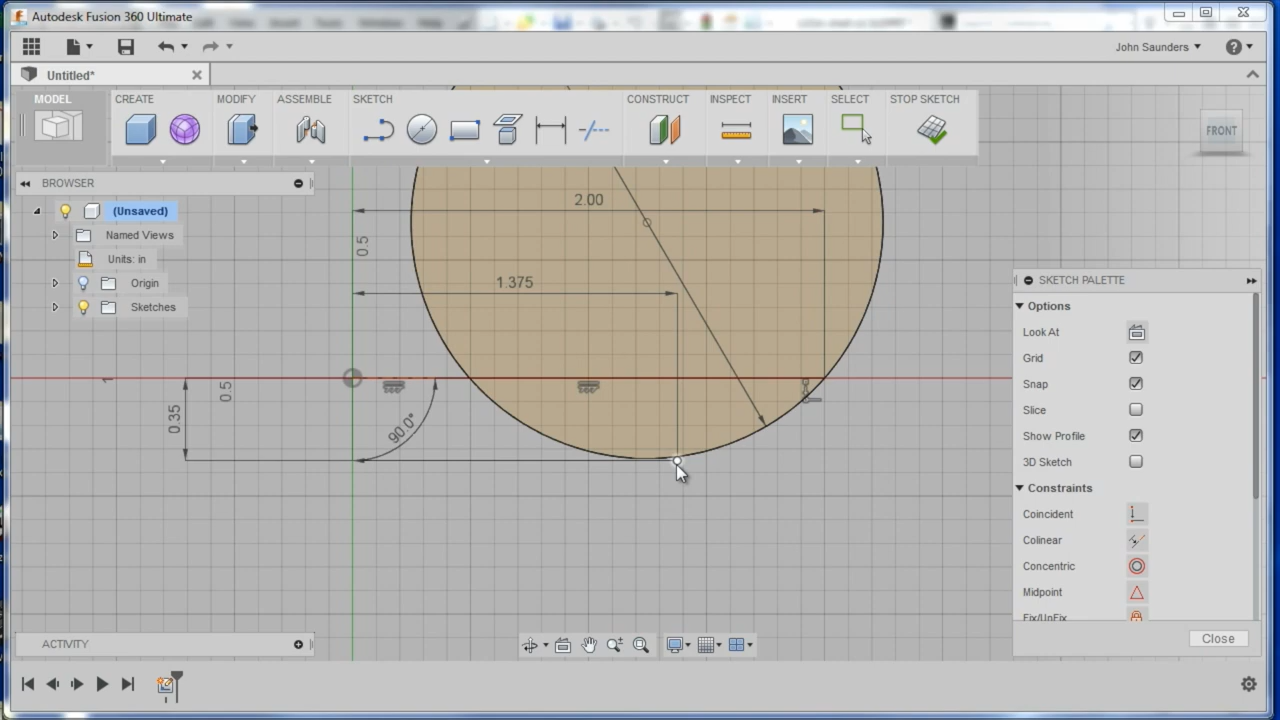 Autodesk Fusion 360 Ultimate
John Saunders
Untitled*
MODEL CREATE MODIFY ASSEMBLE SKETCH CONSTRUCT INSPECT INSERT SELECT STOP SKETCH
FRONT
BROWSER
(Unsaved)
Named Views
Units: in
Origin
Sketches
2.00
0.5
1.375
1
0.5
0.35
90.0°
SKETCH PALETTE
Options
Look At
Grid
Snap
Slice
Show Profile
3D Sketch
Constraints
Coincident
Colinear
Concentric
Midpoint
Fix/UnFix
Close
ACTIVITY